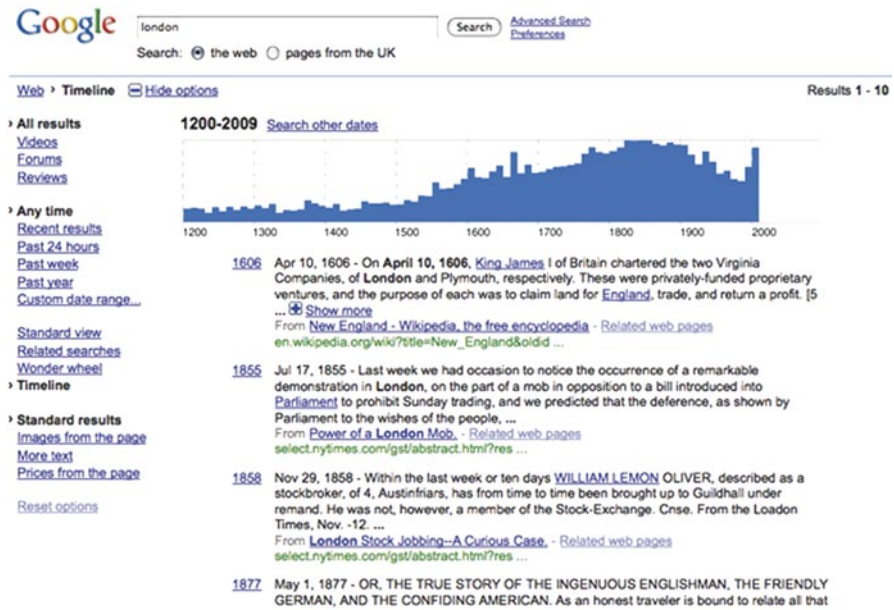 Google
london
Search
Advanced Search
Preferences
Search: the web pages from the UK
Web › Timeline Hide options
Results 1 - 10
› All results
Videos
Forums
Reviews
› Any time
Recent results
Past 24 hours
Past week
Past year
Custom date range...
Standard view
Related searches
Wonder wheel
› Timeline
› Standard results
Images from the page
More text
Prices from the page
Reset options
1200-2009 Search other dates
1200 1300 1400 1500 1600 1700 1800 1900 2000
1606 Apr 10, 1606 - On April 10, 1606, King James I of Britain chartered the two Virginia
Companies, of London and Plymouth, respectively. These were privately-funded proprietary
ventures, and the purpose of each was to claim land for England, trade, and return a profit. [5
... Show more
From New England - Wikipedia, the free encyclopedia - Related web pages
en.wikipedia.org/wiki?title=New_England&oldid ...
1855 Jul 17, 1855 - Last week we had occasion to notice the occurrence of a remarkable
demonstration in London, on the part of a mob in opposition to a bill introduced into
Parliament to prohibit Sunday trading, and we predicted that the deference, as shown by
Parliament to the wishes of the people, ...
From Power of a London Mob. - Related web pages
select.nytimes.com/gst/abstract.html?res ...
1858 Nov 29, 1858 - Within the last week or ten days WILLIAM LEMON OLIVER, described as a
stockbroker, of 4, Austinfriars, has from time to time been brought up to Guildhall under
remand. He was not, however, a member of the Stock-Exchange. Cnse. From the Loadon
Times, Nov. -12. ...
From London Stock Jobbing--A Curious Case. - Related web pages
select.nytimes.com/gst/abstract.html?res ...
1877 May 1, 1877 - OR, THE TRUE STORY OF THE INGENUOUS ENGLISHMAN, THE FRIENDLY
GERMAN, AND THE CONFIDING AMERICAN. As an honest traveler is bound to relate all that